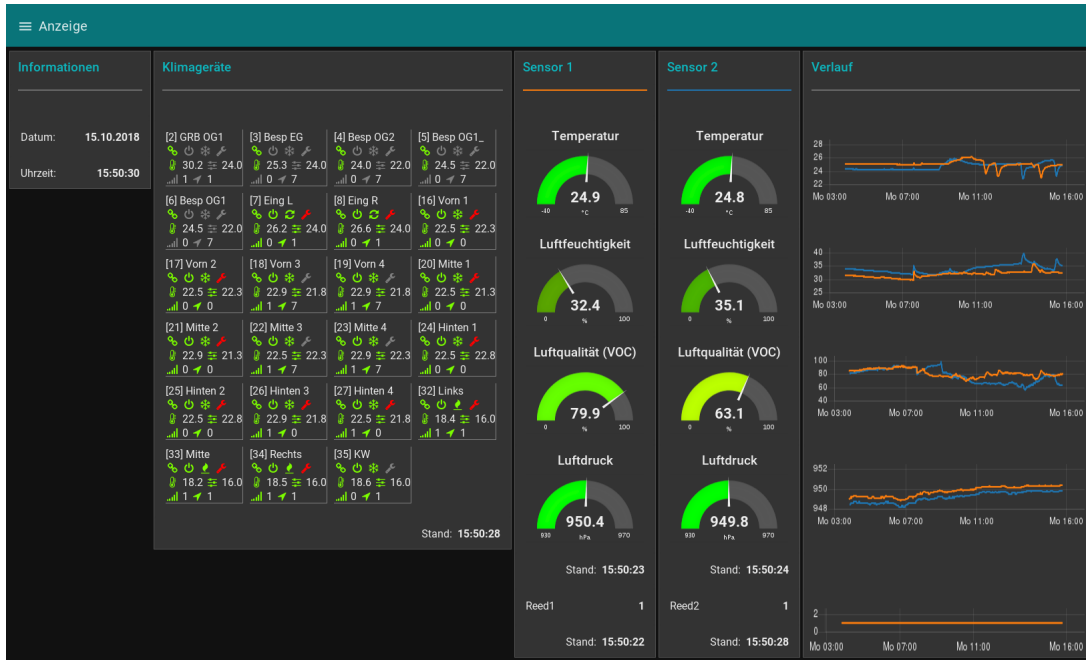 Anzeige
Informationen
Datum: 15.10.2018
Uhrzeit: 15:50:30
Klimageräte
[2] GRB OG1 [3] Besp EG [4] Besp OG2 [5] Besp OG1_
30.2 24.0 25.3 24.0 24.0 22.0 24.5 22.0
1 1 0 7 0 7 0 7
[6] Besp OG1 [7] Eing L [8] Eing R [16] Vorn 1
24.5 22.0 26.2 24.0 26.6 24.0 22.5 22.3
0 7 0 1 0 1 0 0
[17] Vorn 2 [18] Vorn 3 [19] Vorn 4 [20] Mitte 1
22.5 22.3 22.9 21.8 22.9 21.8 22.5 21.3
0 0 1 7 1 7 0 0
[21] Mitte 2 [22] Mitte 3 [23] Mitte 4 [24] Hinten 1
22.9 21.3 22.5 22.3 22.9 22.3 22.5 22.8
0 0 1 7 1 7 0 0
[25] Hinten 2 [26] Hinten 3 [27] Hinten 4 [32] Links
22.5 22.8 22.9 21.8 22.5 21.8 18.4 16.0
0 0 1 0 1 0 1 1
[33] Mitte [34] Rechts [35] KW
18.2 16.0 18.5 16.0 18.6 16.0
1 1 1 1 0 1
Stand: 15:50:28
Sensor 1
Temperatur
24.9
-40 °C 85
Luftfeuchtigkeit
32.4
0 % 100
Luftqualität (VOC)
79.9
0 % 100
Luftdruck
950.4
930 hPa 970
Stand: 15:50:23
Reed1 1
Stand: 15:50:22
Sensor 2
Temperatur
24.8
-40 °C 85
Luftfeuchtigkeit
35.1
0 % 100
Luftqualität (VOC)
63.1
0 % 100
Luftdruck
949.8
930 hPa 970
Stand: 15:50:24
Reed2 1
Stand: 15:50:28
Verlauf
28
26
24
22
Mo 03:00 Mo 07:00 Mo 11:00 Mo 16:00
40
35
30
25
Mo 03:00 Mo 07:00 Mo 11:00 Mo 16:00
100
80
60
40
Mo 03:00 Mo 07:00 Mo 11:00 Mo 16:00
952
950
948
Mo 03:00 Mo 07:00 Mo 11:00 Mo 16:00
2
0
Mo 03:00 Mo 07:00 Mo 11:00 Mo 16:00